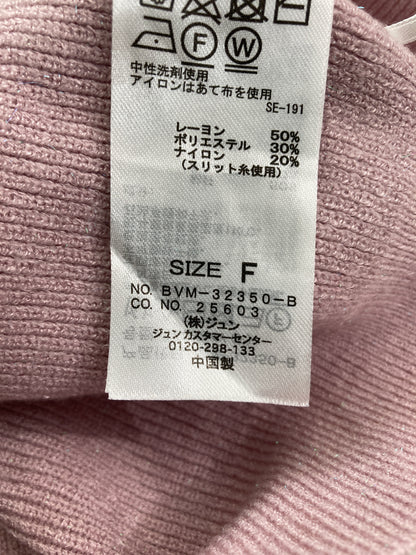 F
W
中性洗剤使用
アイロンはあて布を使用
SE-191
レーヨン 50%
ポリエステル 30%
ナイロン 20%
(スリット糸使用)
SIZE F
NO. BVM-32350-B
CO. NO. 25603
(株)ジュン
ジュン カスタマーセンター
0120-298-133
中国製